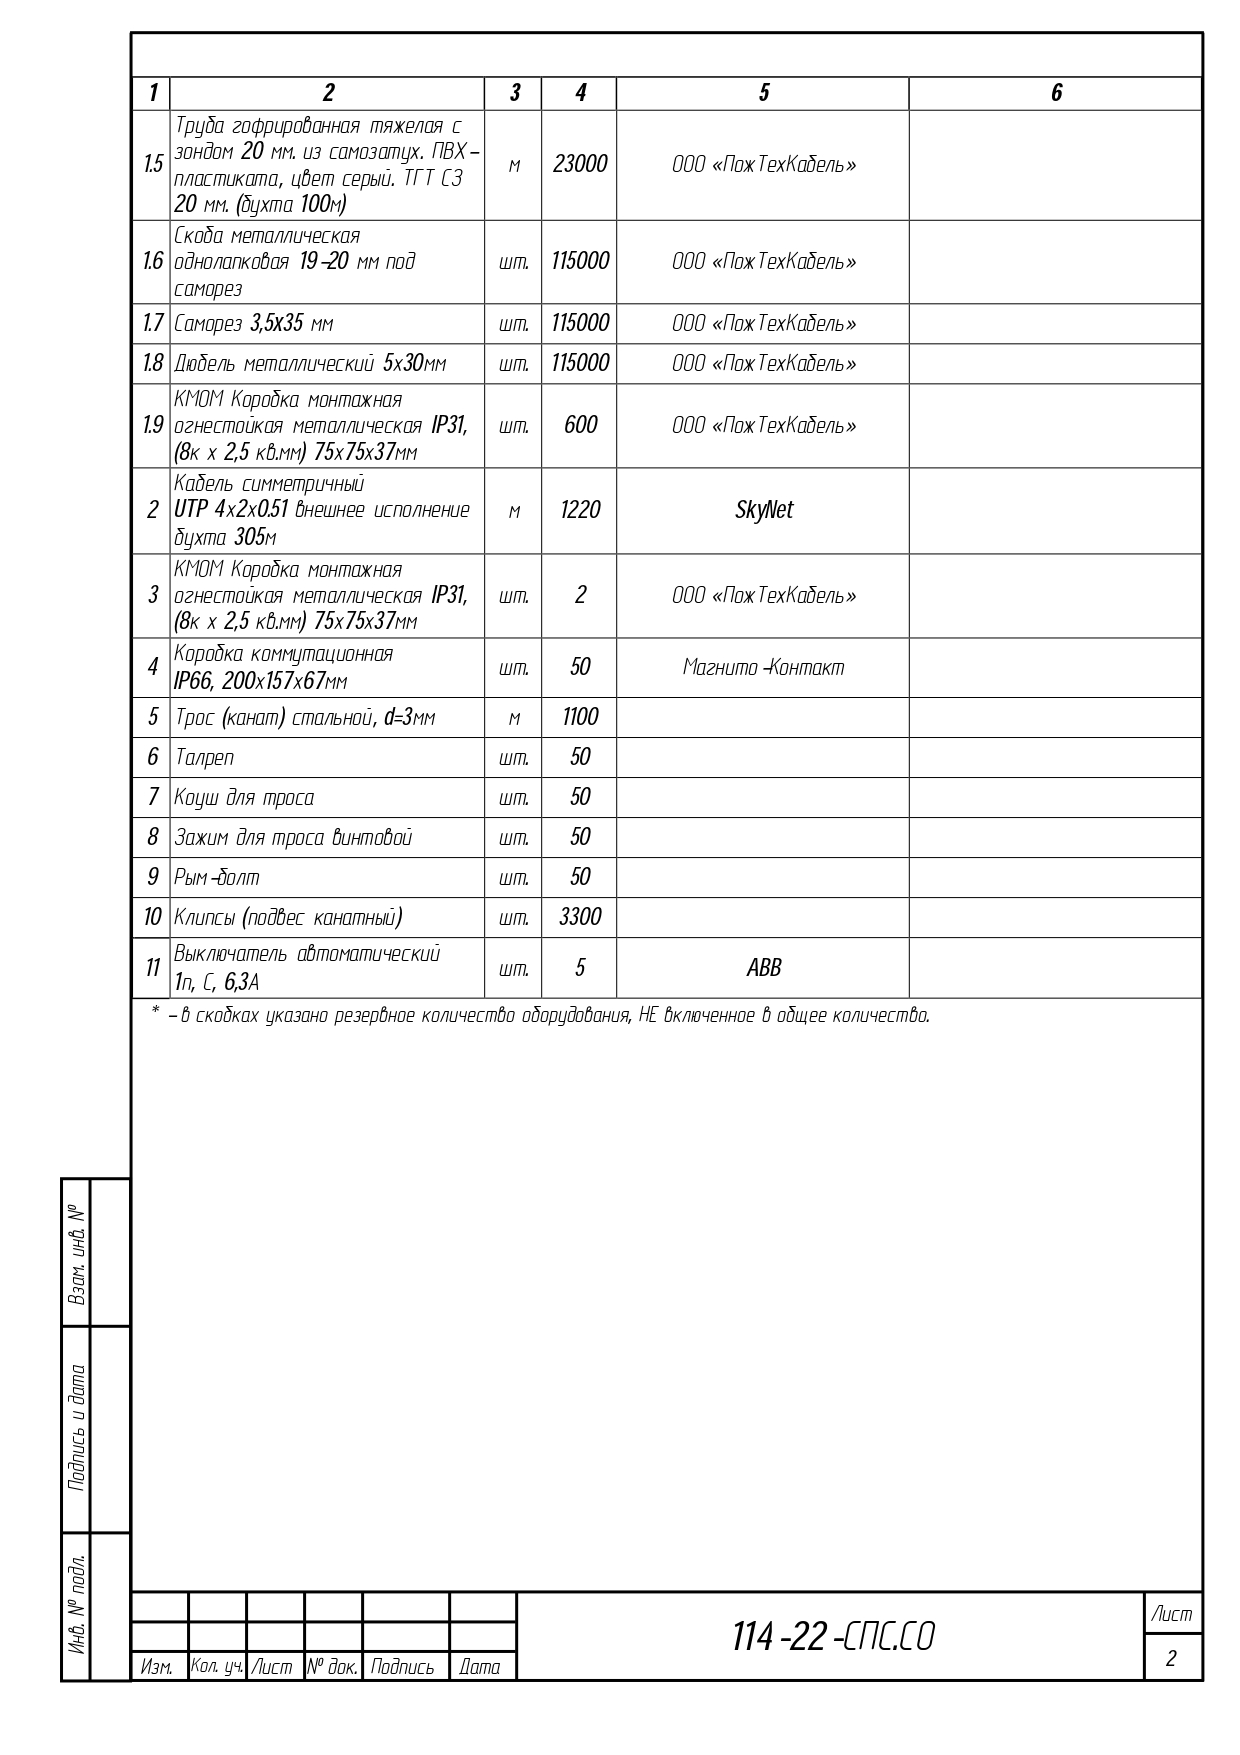 1 2 3 4 5 6
Труба гофрированная тяжелая с
зондом 20 мм. из самозатух. ПВХ-
1.5 м 23000 ООО «ПожТехКабель»
пластиката, цвет серый. ТГТ СЗ
20 мм. (бухта 100м)
Скоба металлическая
1.6 однолапковая 19-20 мм под шт. 115000 ООО «ПожТехКабель»
саморез
1.7 Саморез 3,5х35 мм шт. 115000 ООО «ПожТехКабель»
1.8 Дюбель металлический 5х30мм шт. 115000 ООО «ПожТехКабель»
КМОМ Коробка монтажная
1.9 огнестойкая металлическая IP31, шт. 600 ООО «ПожТехКабель»
(8к х 2,5 кв.мм) 75х75х37мм
Кабель симметричный
2 UTP 4х2х0.51 внешнее исполнение м 1220 SkyNet
бухта 305м
КМОМ Коробка монтажная
3 огнестойкая металлическая IP31, шт. 2 ООО «ПожТехКабель»
(8к х 2,5 кв.мм) 75х75х37мм
Коробка коммутационная
4 шт. 50 Магнито-Контакт
IP66, 200х157х67мм
5 Трос (канат) стальной, d=3мм м 1100
6 Талреп шт. 50
7 Коуш для троса шт. 50
8 Зажим для троса винтовой шт. 50
9 Рым-болт шт. 50
10 Клипсы (подвес канатный) шт. 3300
Выключатель автоматический
11 шт. 5 ABB
1п, С, 6,3А
* - в скобках указано резервное количество оборудования, НЕ включенное в общее количество.
Взам. инв. №
Подпись и дата
Инв. № подл.
114-22-СПС.СО
Лист
2
Изм. Кол. уч. Лист № док. Подпись Дата